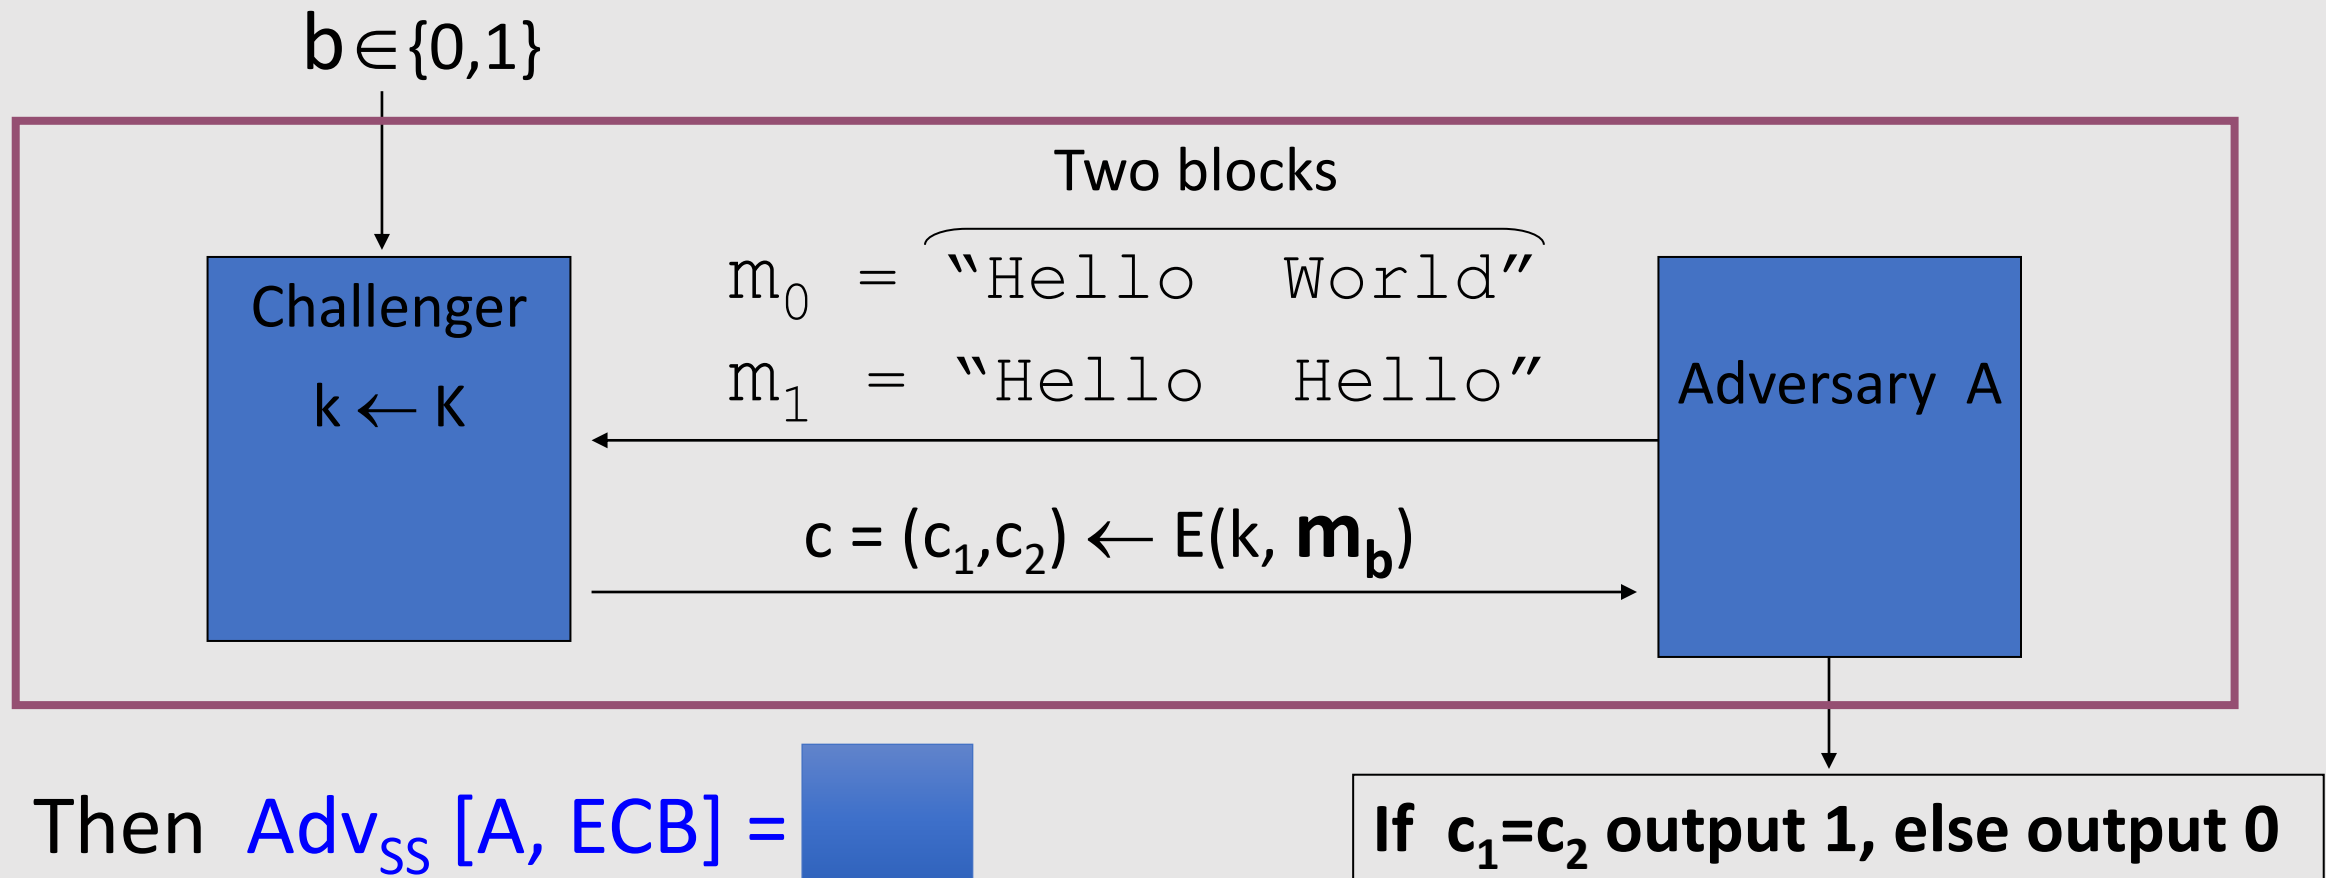 b∈{0,1}
Two blocks
Challenger
k ← K
m₀ = “Hello World”
m₁ = “Hello Hello”
Adversary A
c = (c₁,c₂) ← E(k, m_b)
Then Adv_SS [A, ECB] =
If c₁=c₂ output 1, else output 0